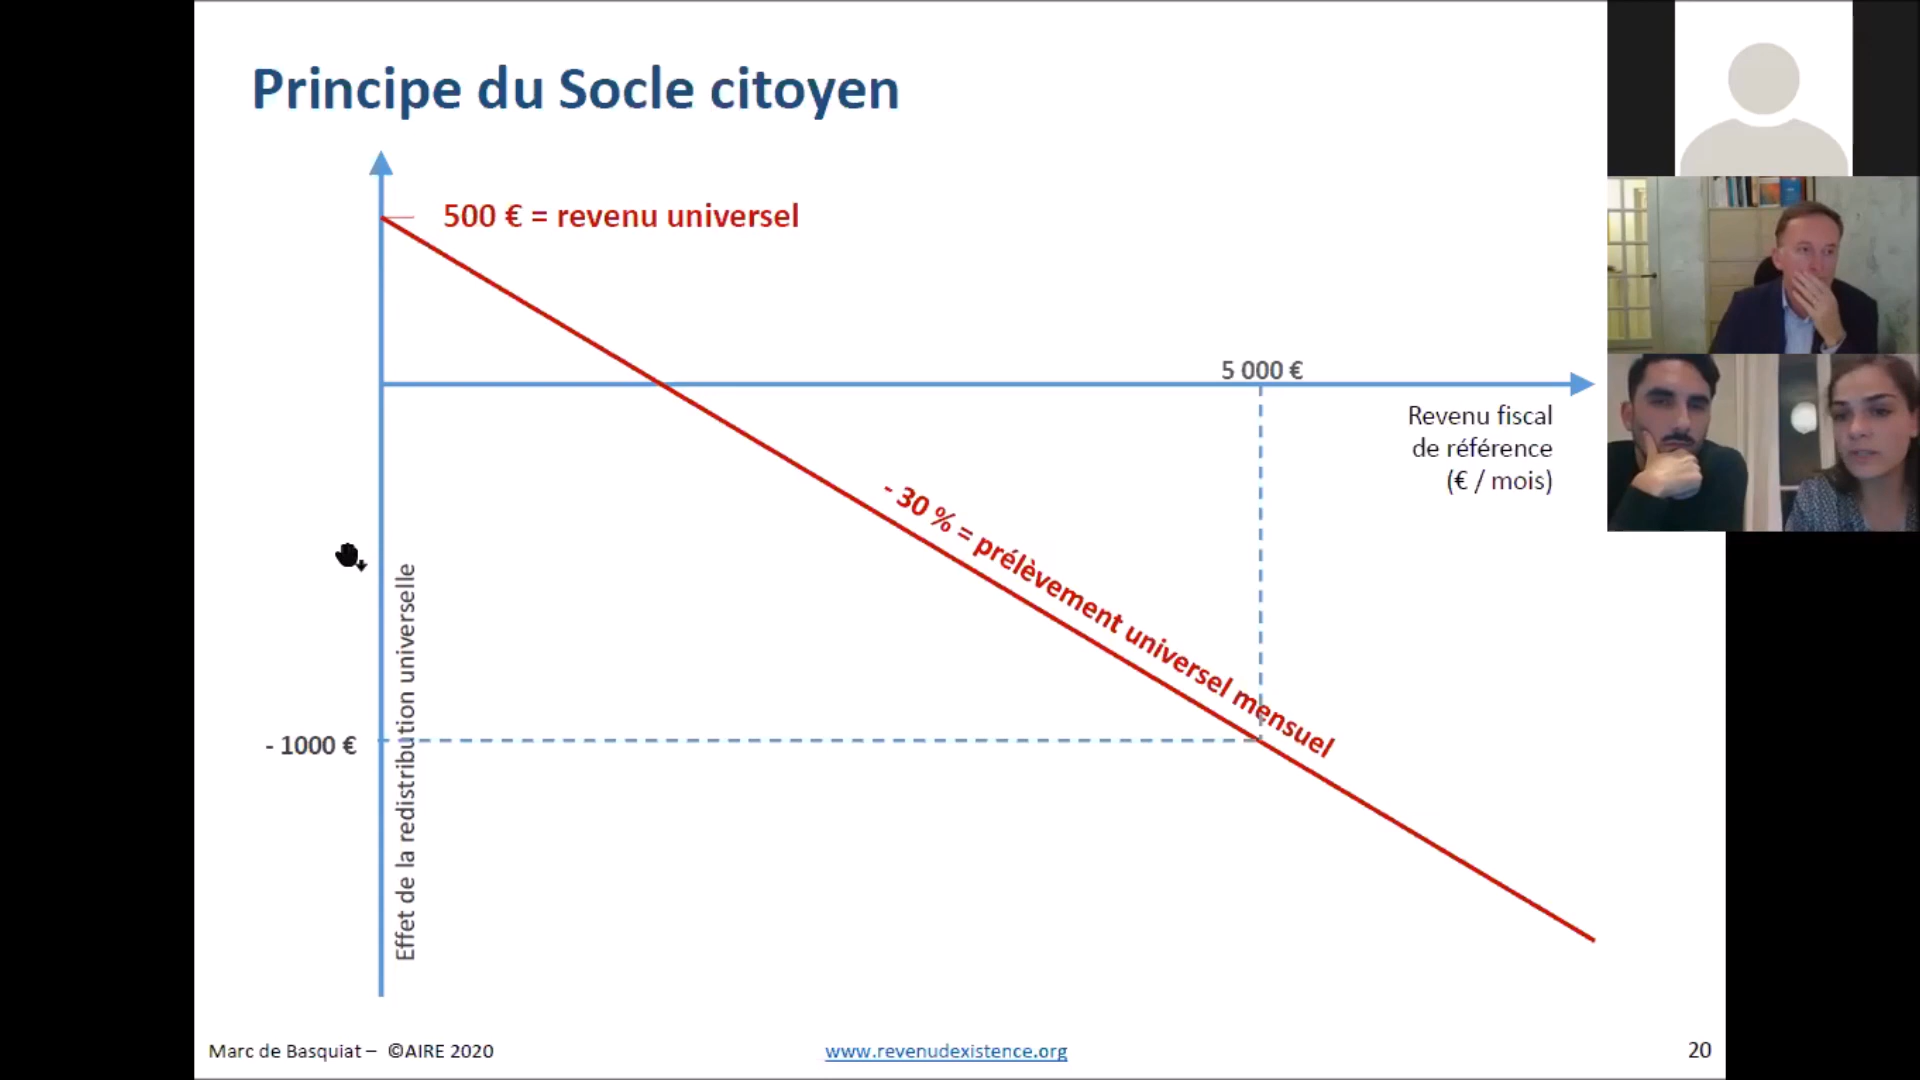 Principe du Socle citoyen
500 € = revenu universel
5 000 €
Revenu fiscal
de référence
(€ / mois)
- 30 % = prélèvement universel mensuel
Effet de la redistribution universelle
- 1000 €
Marc de Basquiat – ©AIRE 2020
www.revenudexistence.org
20